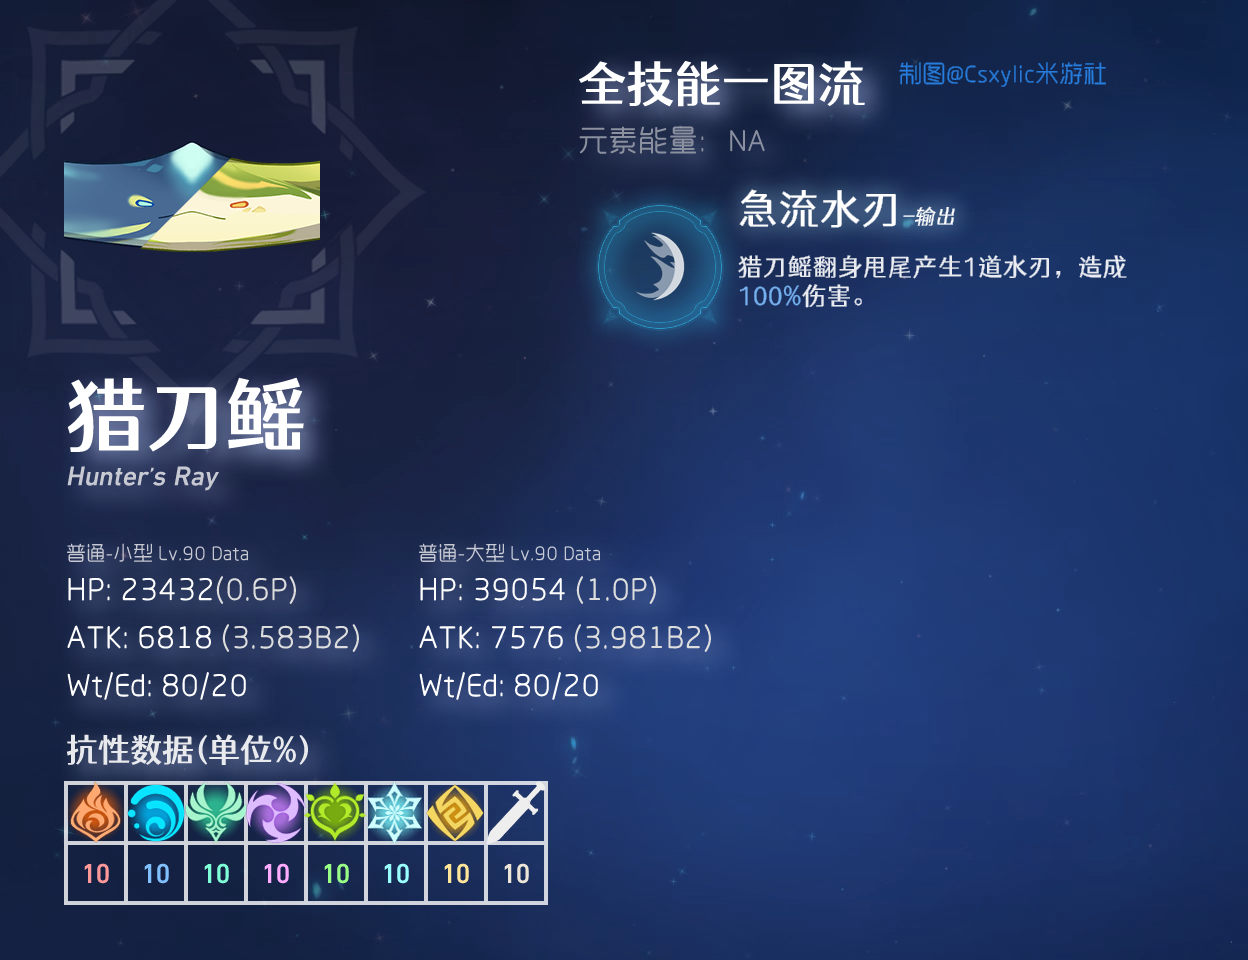 全技能一图流
制图@Csxylic米游社
元素能量： NA
急流水刃–输出
猎刀鳐翻身甩尾产生1道水刃，造成
100%伤害。
猎刀鳐
Hunter's Ray
普通-小型 Lv.90 Data
HP: 23432(0.6P)
ATK: 6818 (3.583B2)
Wt/Ed: 80/20
普通-大型 Lv.90 Data
HP: 39054 (1.0P)
ATK: 7576 (3.981B2)
Wt/Ed: 80/20
抗性数据(单位%)
10 10 10 10 10 10 10 10